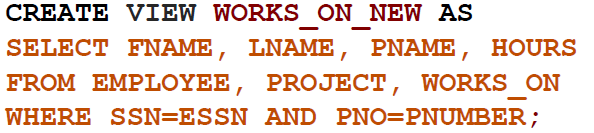 CREATE VIEW WORKS_ON_NEW AS
SELECT FNAME, LNAME, PNAME, HOURS
FROM EMPLOYEE, PROJECT, WORKS_ON
WHERE SSN=ESSN AND PNO=PNUMBER;